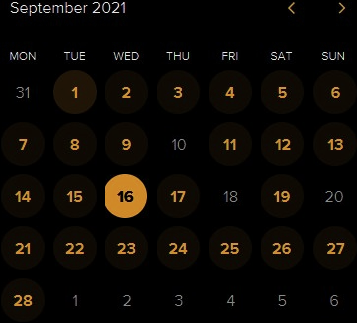 September 2021
MON TUE WED THU FRI SAT SUN
31 1 2 3 4 5 6
7 8 9 10 11 12 13
14 15 16 17 18 19 20
21 22 23 24 25 26 27
28 1 2 3 4 5 6